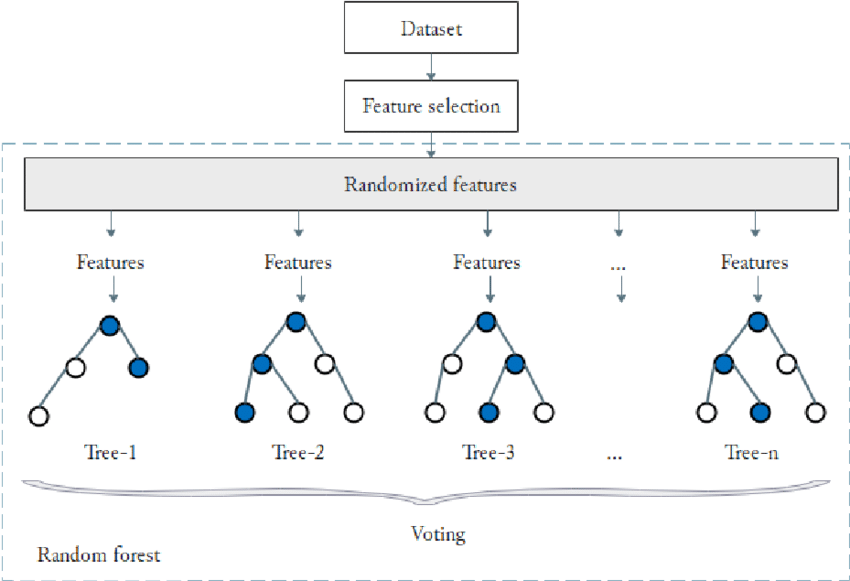 Dataset
Feature selection
Randomized features
Features Features Features ... Features
Tree-1 Tree-2 Tree-3 ... Tree-n
Voting
Random forest